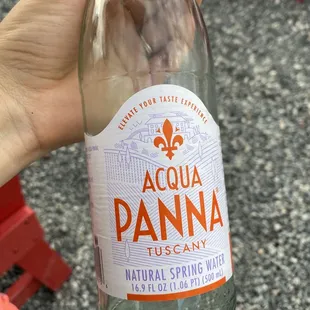 ELEVATE YOUR TASTE EXPERIENCE
ACQUA
PANNA
TUSCANY
NATURAL SPRING WATER
16.9 FL OZ (1.06 PT) (500 mL)